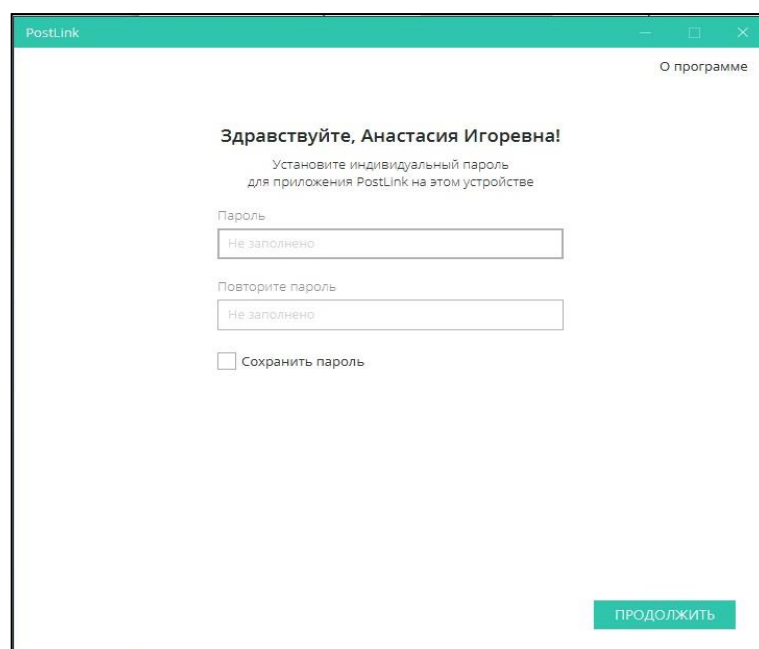 PostLink
О программе
Здравствуйте, Анастасия Игоревна!
Установите индивидуальный пароль
для приложения PostLink на этом устройстве
Пароль
Не заполнено
Повторите пароль
Не заполнено
Сохранить пароль
ПРОДОЛЖИТЬ